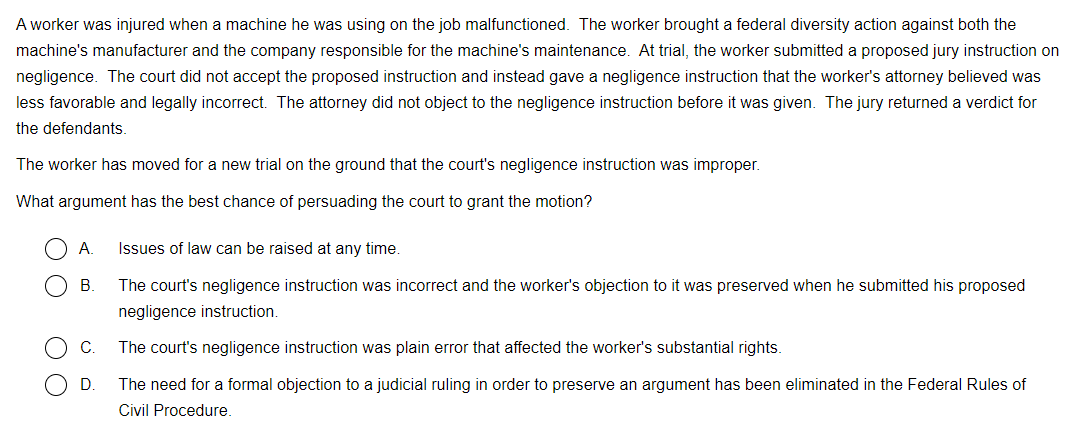 A worker was injured when a machine he was using on the job malfunctioned. The worker brought a federal diversity action against both the
machine's manufacturer and the company responsible for the machine's maintenance. At trial, the worker submitted a proposed jury instruction on
negligence. The court did not accept the proposed instruction and instead gave a negligence instruction that the worker's attorney believed was
less favorable and legally incorrect. The attorney did not object to the negligence instruction before it was given. The jury returned a verdict for
the defendants.
The worker has moved for a new trial on the ground that the court's negligence instruction was improper.
What argument has the best chance of persuading the court to grant the motion?
A. Issues of law can be raised at any time.
B. The court's negligence instruction was incorrect and the worker's objection to it was preserved when he submitted his proposed
negligence instruction.
C. The court's negligence instruction was plain error that affected the worker's substantial rights.
D. The need for a formal objection to a judicial ruling in order to preserve an argument has been eliminated in the Federal Rules of
Civil Procedure.